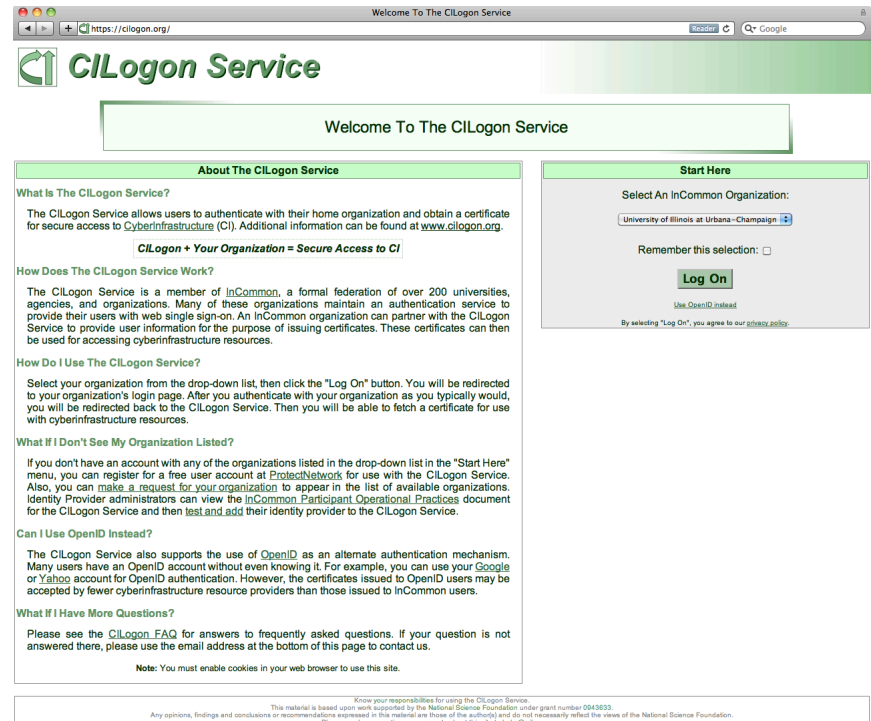 Welcome To The CILogon Service
https://cilogon.org/
Reader
Google
CILogon Service
Welcome To The CILogon Service
About The CILogon Service
What Is The CILogon Service?
The CILogon Service allows users to authenticate with their home organization and obtain a certificate
for secure access to CyberInfrastructure (CI). Additional information can be found at www.cilogon.org.
CILogon + Your Organization = Secure Access to CI
How Does The CILogon Service Work?
The CILogon Service is a member of InCommon, a formal federation of over 200 universities,
agencies, and organizations. Many of these organizations maintain an authentication service to
provide their users with web single sign-on. An InCommon organization can partner with the CILogon
Service to provide user information for the purpose of issuing certificates. These certificates can then
be used for accessing cyberinfrastructure resources.
How Do I Use The CILogon Service?
Select your organization from the drop-down list, then click the "Log On" button. You will be redirected
to your organization's login page. After you authenticate with your organization as you typically would,
you will be redirected back to the CILogon Service. Then you will be able to fetch a certificate for use
with cyberinfrastructure resources.
What If I Don't See My Organization Listed?
If you don't have an account with any of the organizations listed in the drop-down list in the "Start Here"
menu, you can register for a free user account at ProtectNetwork for use with the CILogon Service.
Also, you can make a request for your organization to appear in the list of available organizations.
Identity Provider administrators can view the InCommon Participant Operational Practices document
for the CILogon Service and then test and add their identity provider to the CILogon Service.
Can I Use OpenID Instead?
The CILogon Service also supports the use of OpenID as an alternate authentication mechanism.
Many users have an OpenID account without even knowing it. For example, you can use your Google
or Yahoo account for OpenID authentication. However, the certificates issued to OpenID users may be
accepted by fewer cyberinfrastructure resource providers than those issued to InCommon users.
What If I Have More Questions?
Please see the CILogon FAQ for answers to frequently asked questions. If your question is not
answered there, please use the email address at the bottom of this page to contact us.
Note: You must enable cookies in your web browser to use this site.
Start Here
Select An InCommon Organization:
University of Illinois at Urbana-Champaign
Remember this selection:
Log On
Use OpenID instead
By selecting "Log On", you agree to our privacy policy.
Know your responsibilities for using the CILogon Service.
This material is based upon work supported by the National Science Foundation under grant number 0943633.
Any opinions, findings and conclusions or recommendations expressed in this material are those of the author(s) and do not necessarily reflect the views of the National Science Foundation.